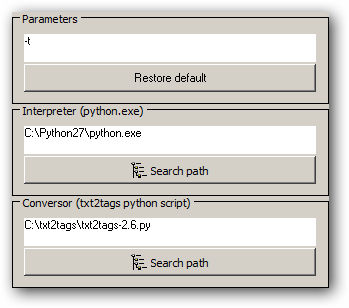 Parameters
-t
Restore default
Interpreter (python.exe)
C:\Python27\python.exe
Search path
Conversor (txt2tags python script)
C:\txt2tags\txt2tags-2.6.py
Search path